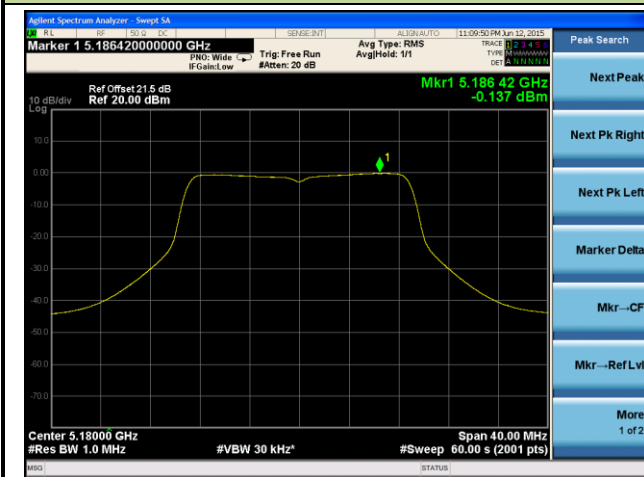 Agilent Spectrum Analyzer - Swept SA
RL RF 50 Ω DC SENSE:INT ALIGN AUTO 11:09:50 PM Jun 12, 2015
Marker 1 5.186420000000 GHz
PNO: Wide
IFGain:Low
Trig: Free Run
#Atten: 20 dB
Avg Type: RMS
Avg|Hold: 1/1
TRACE 1 2 3 4 5 6
TYPE MWWWWW
DET A N N N N N
Peak Search
Mkr1 5.186 42 GHz
-0.137 dBm
Ref Offset 21.5 dB
10 dB/div Ref 20.00 dBm
Log
10.0
0.00
-10.0
-20.0
-30.0
-40.0
-50.0
-60.0
-70.0
1
Center 5.18000 GHz Span 40.00 MHz
#Res BW 1.0 MHz #VBW 30 kHz* #Sweep 60.00 s (2001 pts)
MSG STATUS
Next Peak
Next Pk Right
Next Pk Left
Marker Delta
Mkr→CF
Mkr→Ref Lvl
More
1 of 2